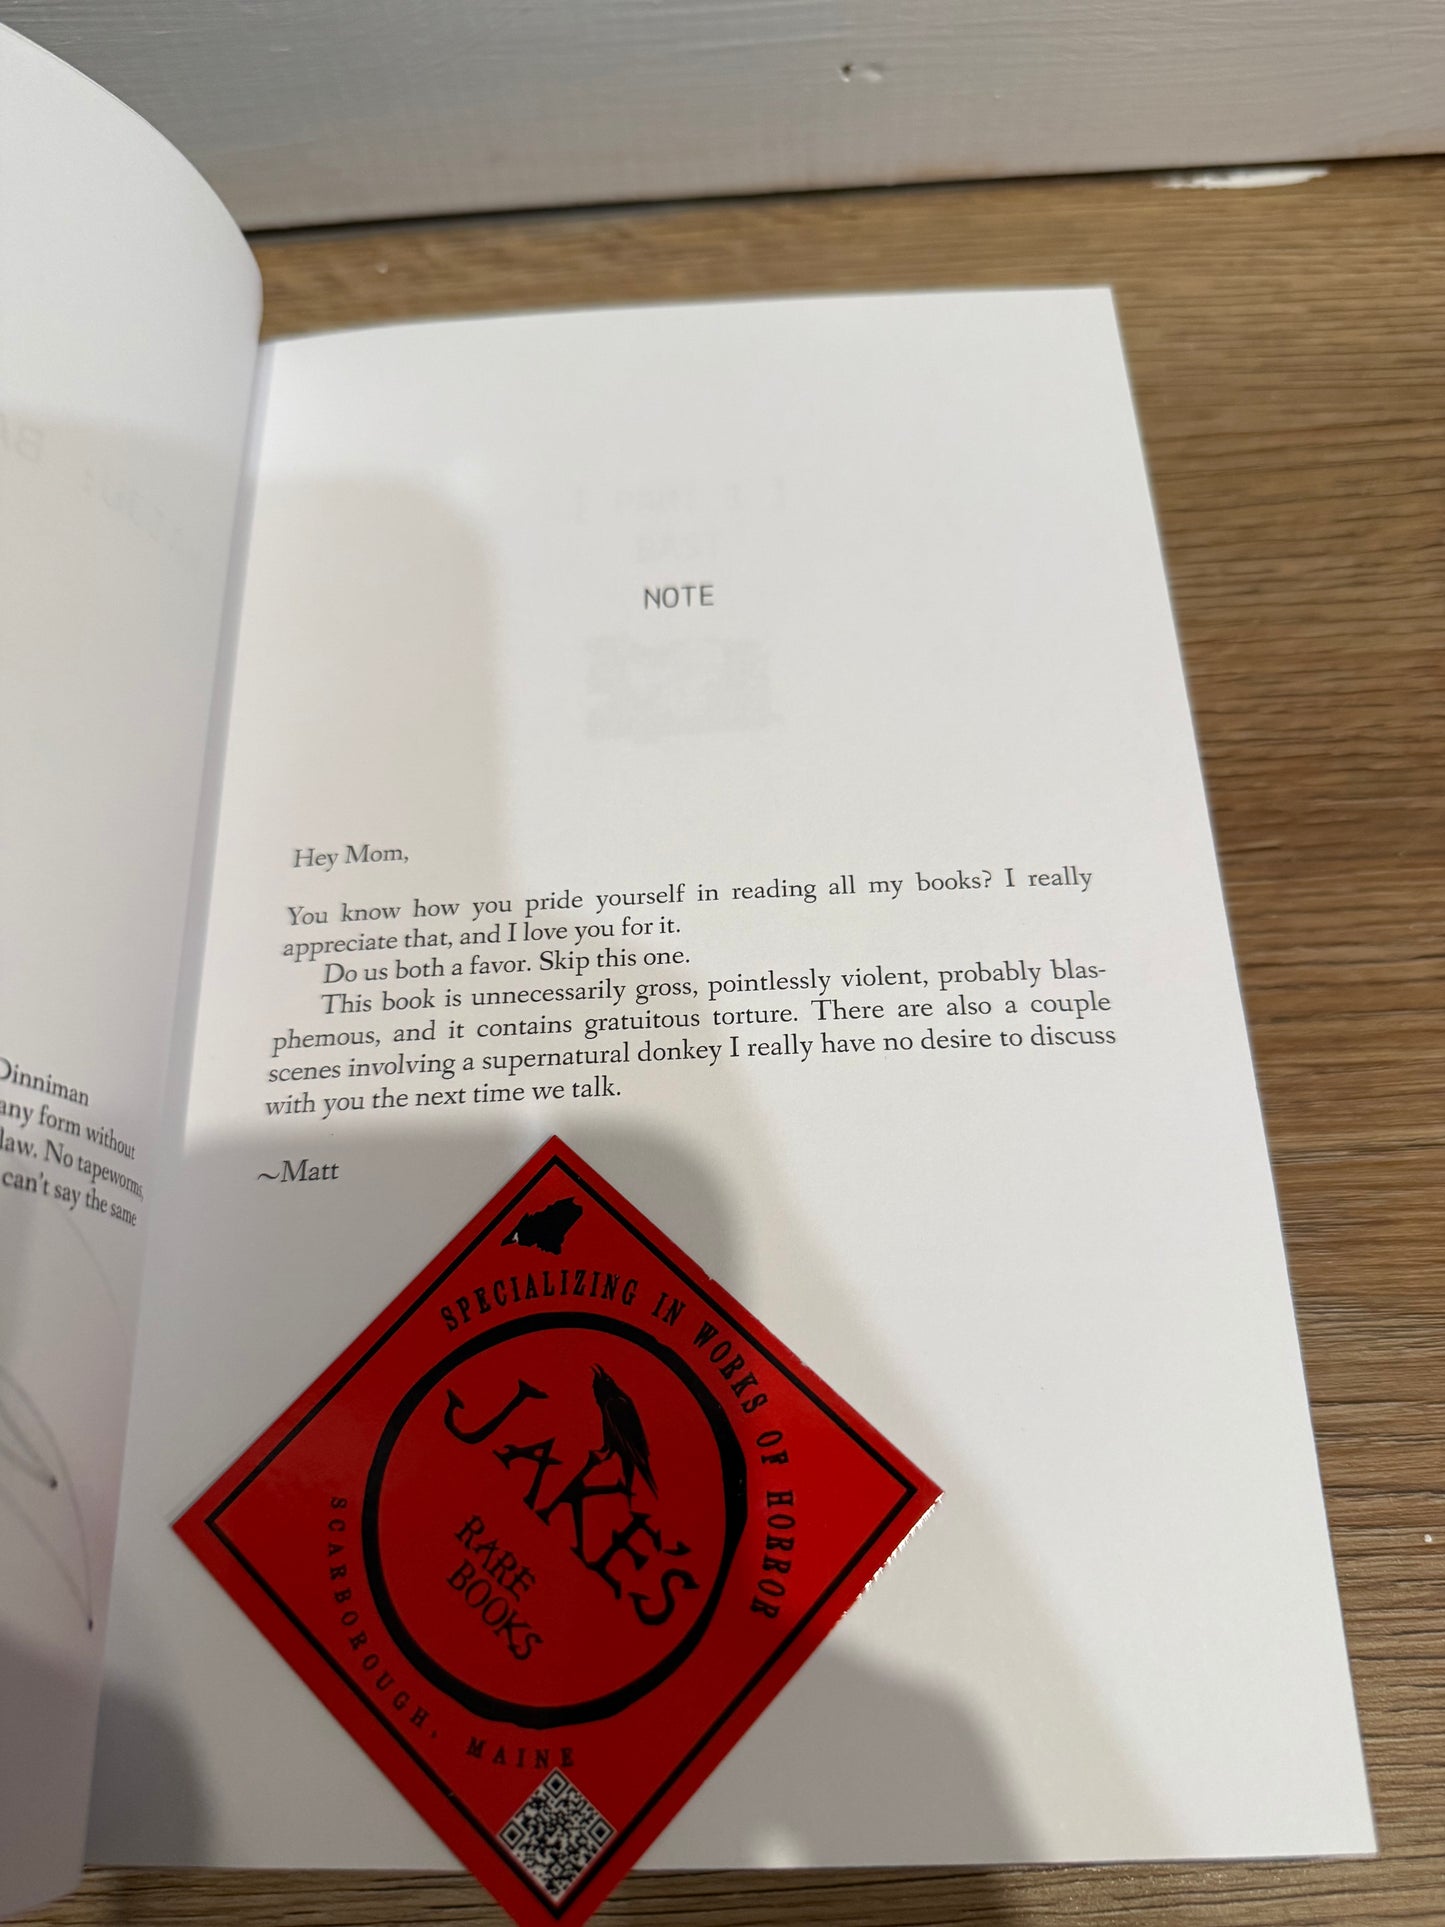 Dinniman
any form without
law. No tapeworms,
can't say the same
[ PART I ]
NOTE
Hey Mom,
You know how you pride yourself in reading all my books? I really
appreciate that, and I love you for it.
Do us both a favor. Skip this one.
This book is unnecessarily gross, pointlessly violent, probably blas-
phemous, and it contains gratuitous torture. There are also a couple
scenes involving a supernatural donkey I really have no desire to discuss
with you the next time we talk.
~Matt
SPECIALIZING IN WORKS OF HORROR
JAKE'S
RARE
BOOKS
SCARBOROUGH, MAINE